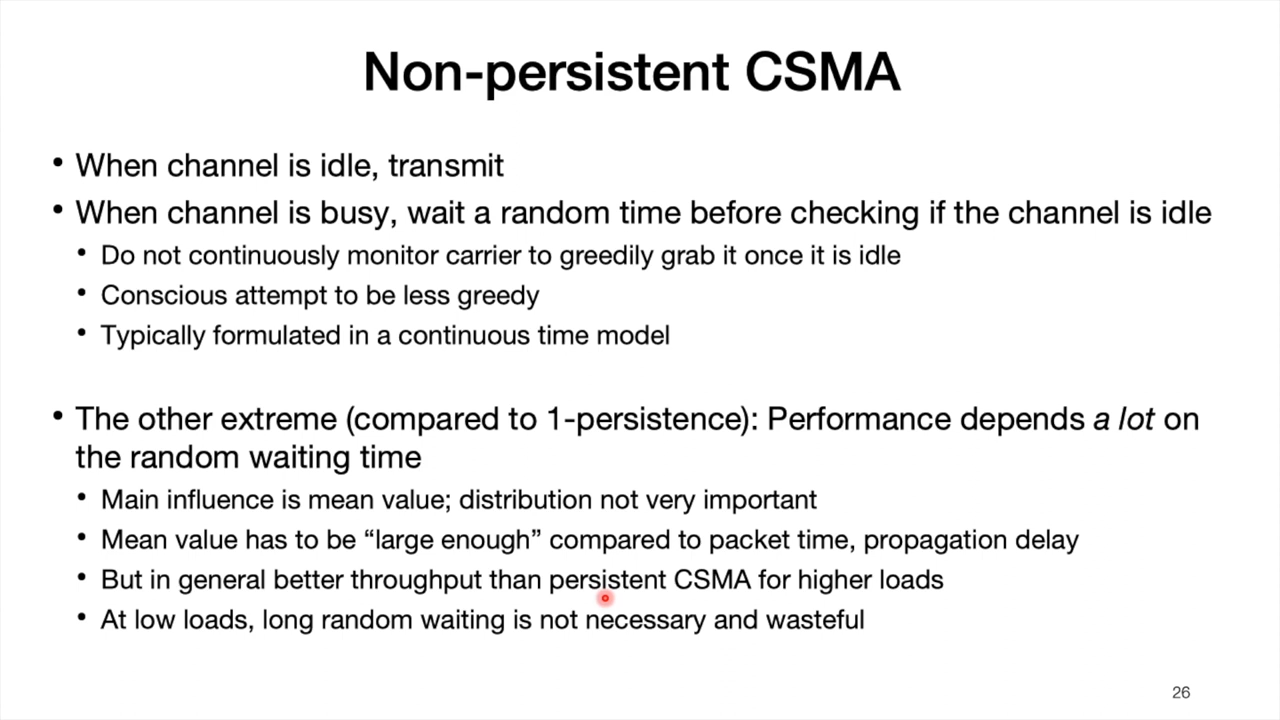 Non-persistent CSMA
• When channel is idle, transmit
• When channel is busy, wait a random time before checking if the channel is idle
• Do not continuously monitor carrier to greedily grab it once it is idle
• Conscious attempt to be less greedy
• Typically formulated in a continuous time model
• The other extreme (compared to 1-persistence): Performance depends a lot on
the random waiting time
• Main influence is mean value; distribution not very important
• Mean value has to be “large enough” compared to packet time, propagation delay
• But in general better throughput than persistent CSMA for higher loads
• At low loads, long random waiting is not necessary and wasteful
26